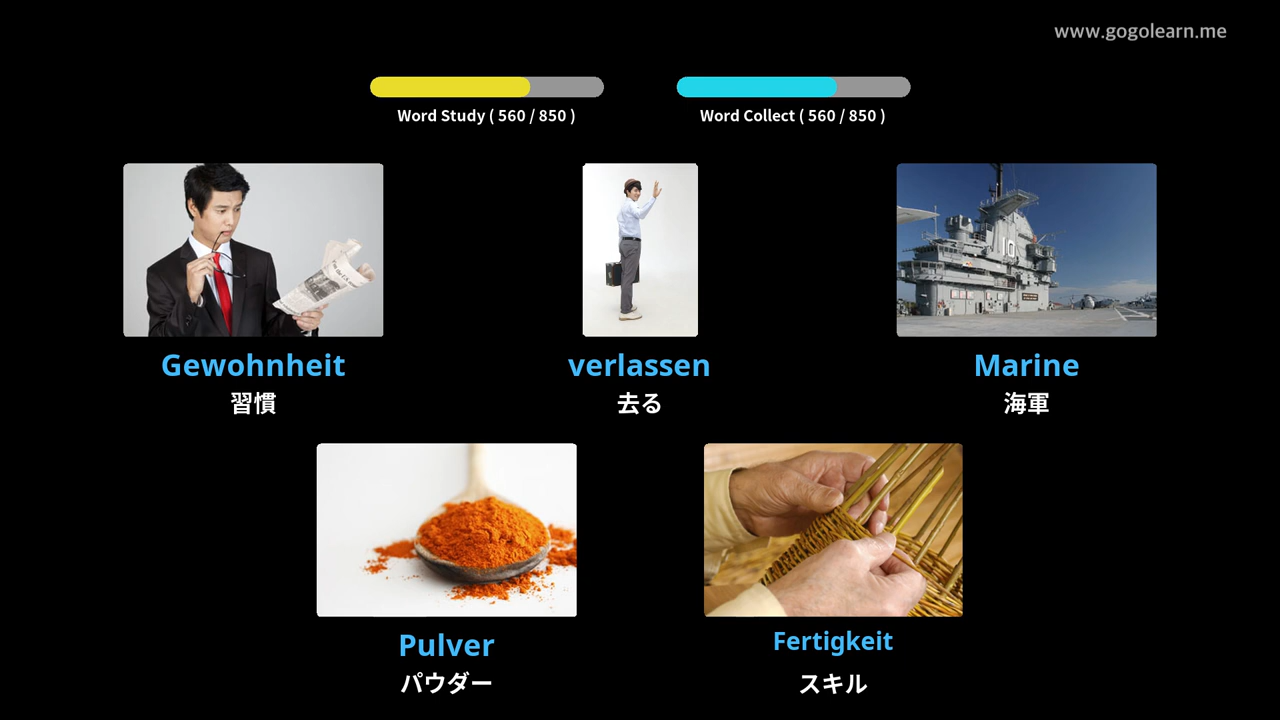 www.gogolearn.me
Word Study ( 560 / 850 )
Word Collect ( 560 / 850 )
10
Gewohnheit
習慣
verlassen
去る
Marine
海軍
Pulver
パウダー
Fertigkeit
スキル